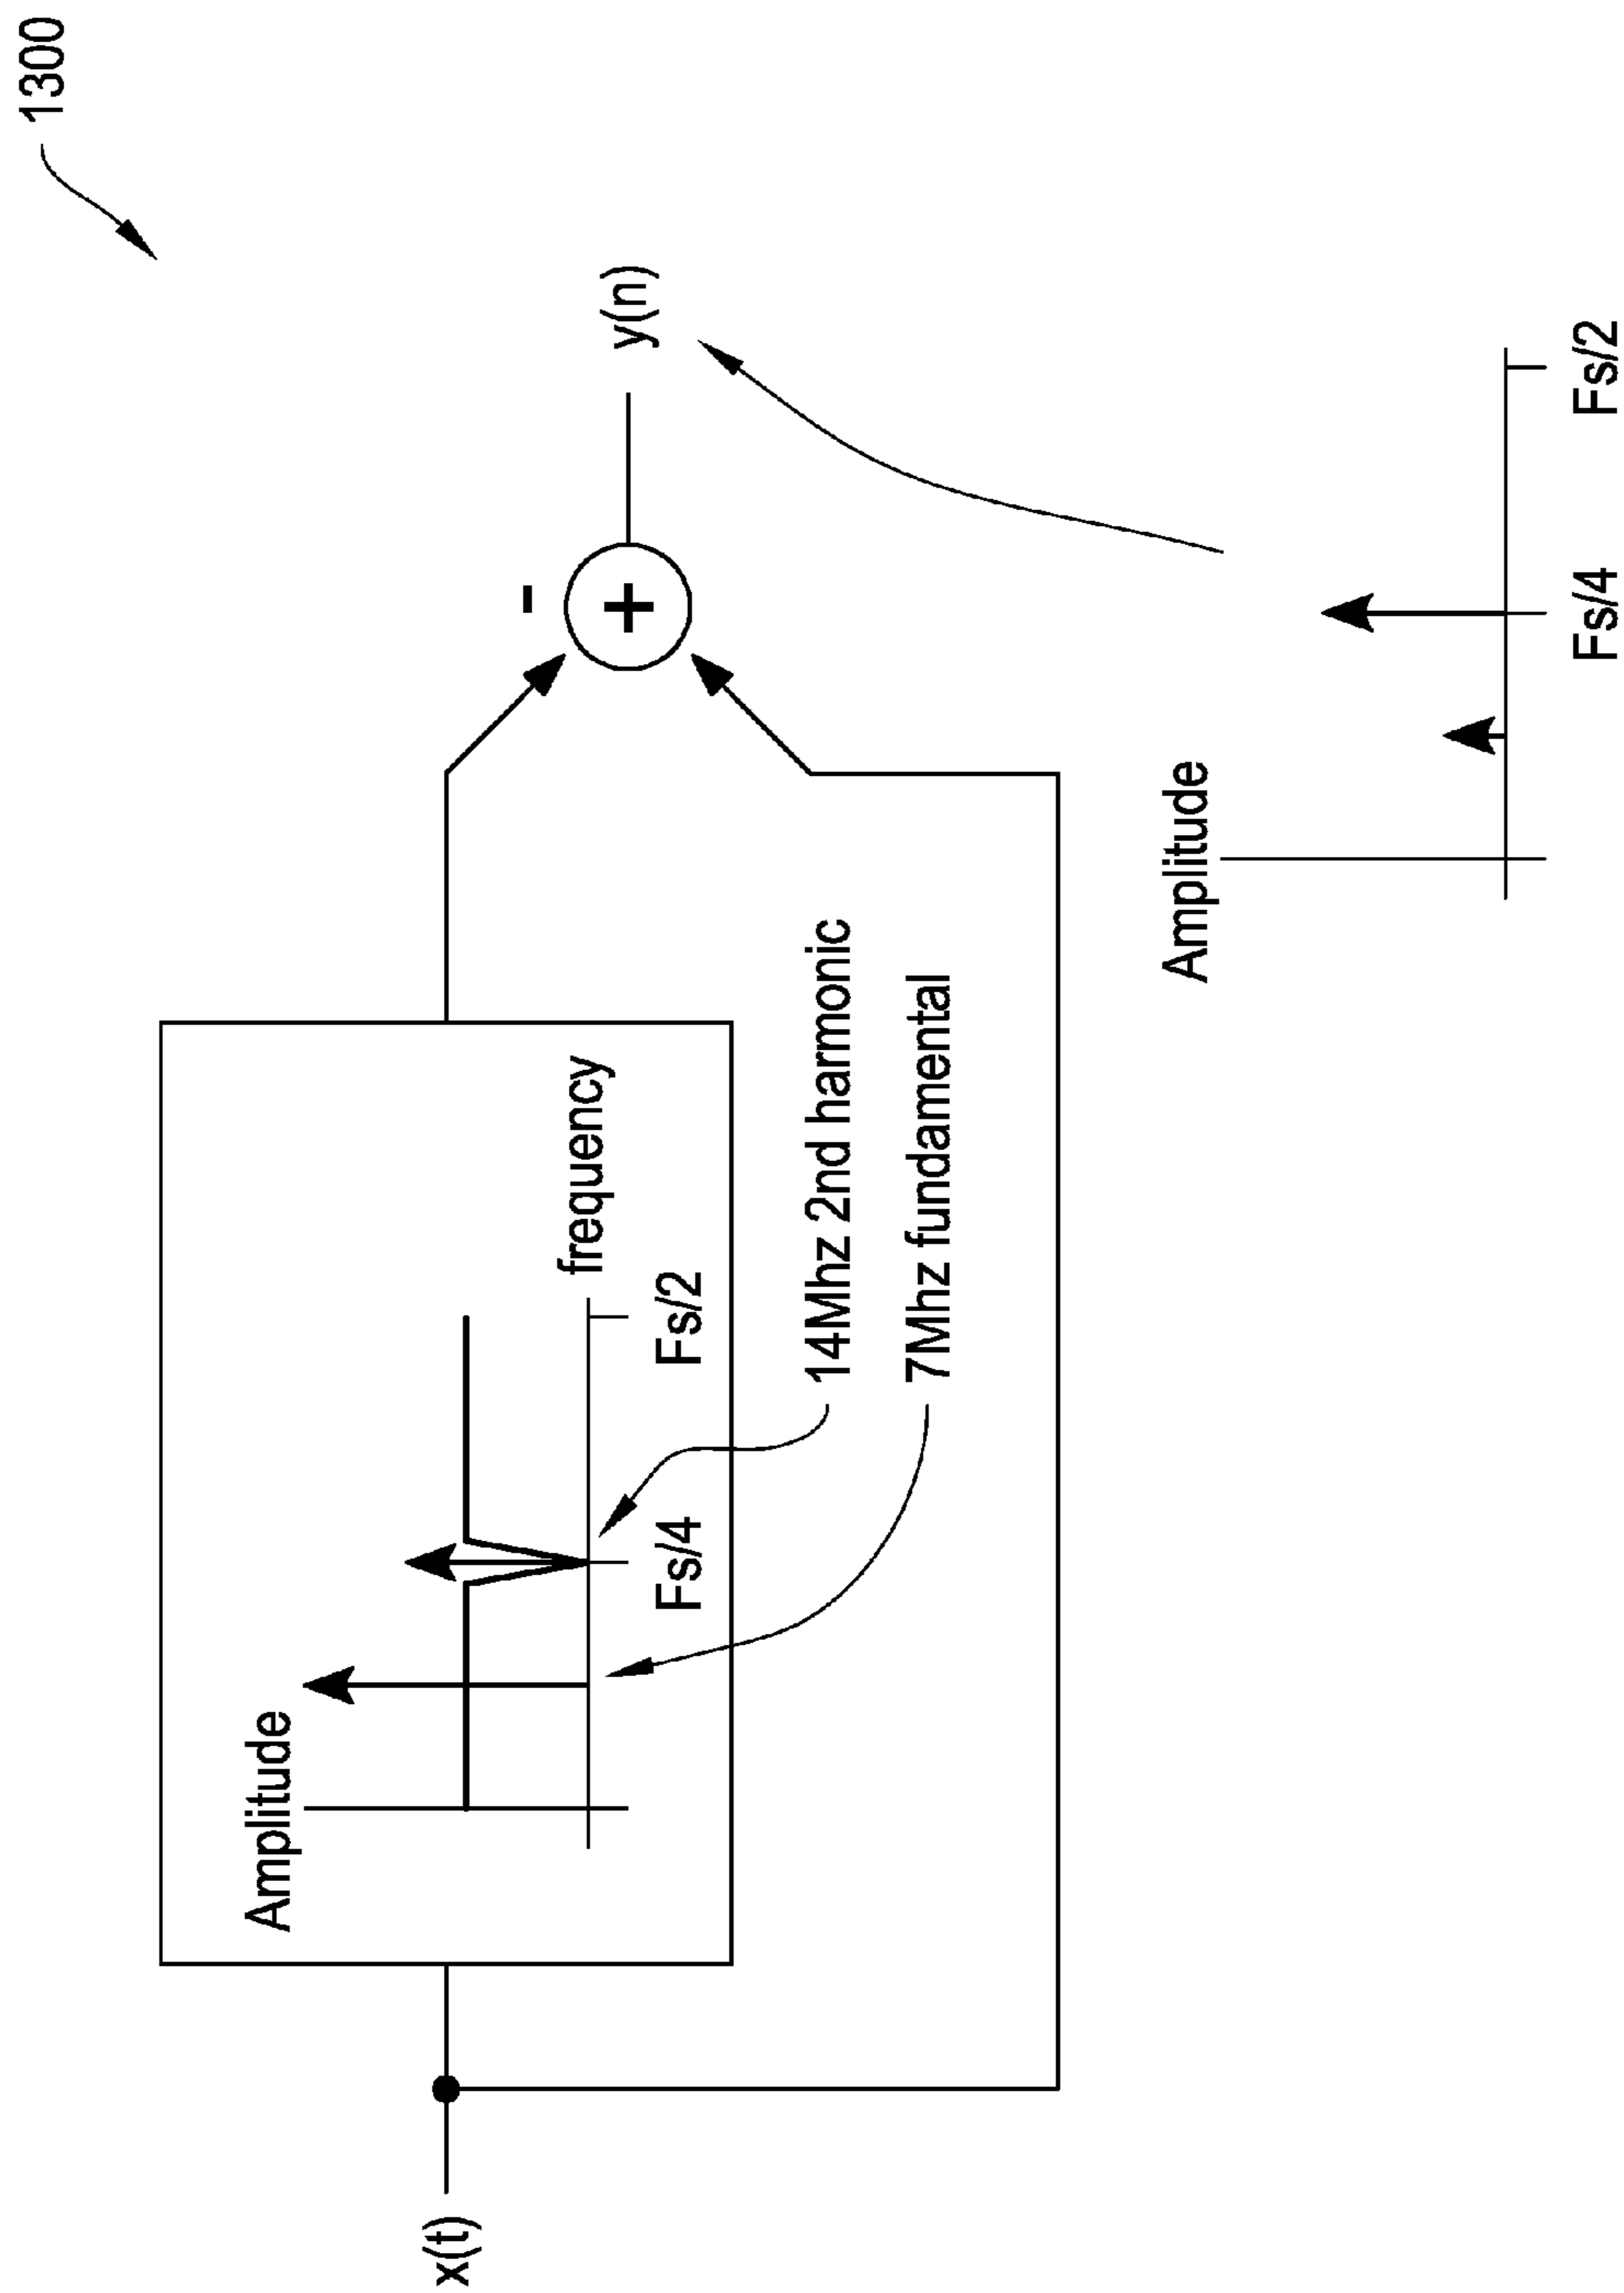 1300
Amplitude
frequency
Fs/4
Fs/2
14Mhz 2nd harmonic
7Mhz fundamental
x(t)
-
+
y(n)
Amplitude
Fs/4
Fs/2